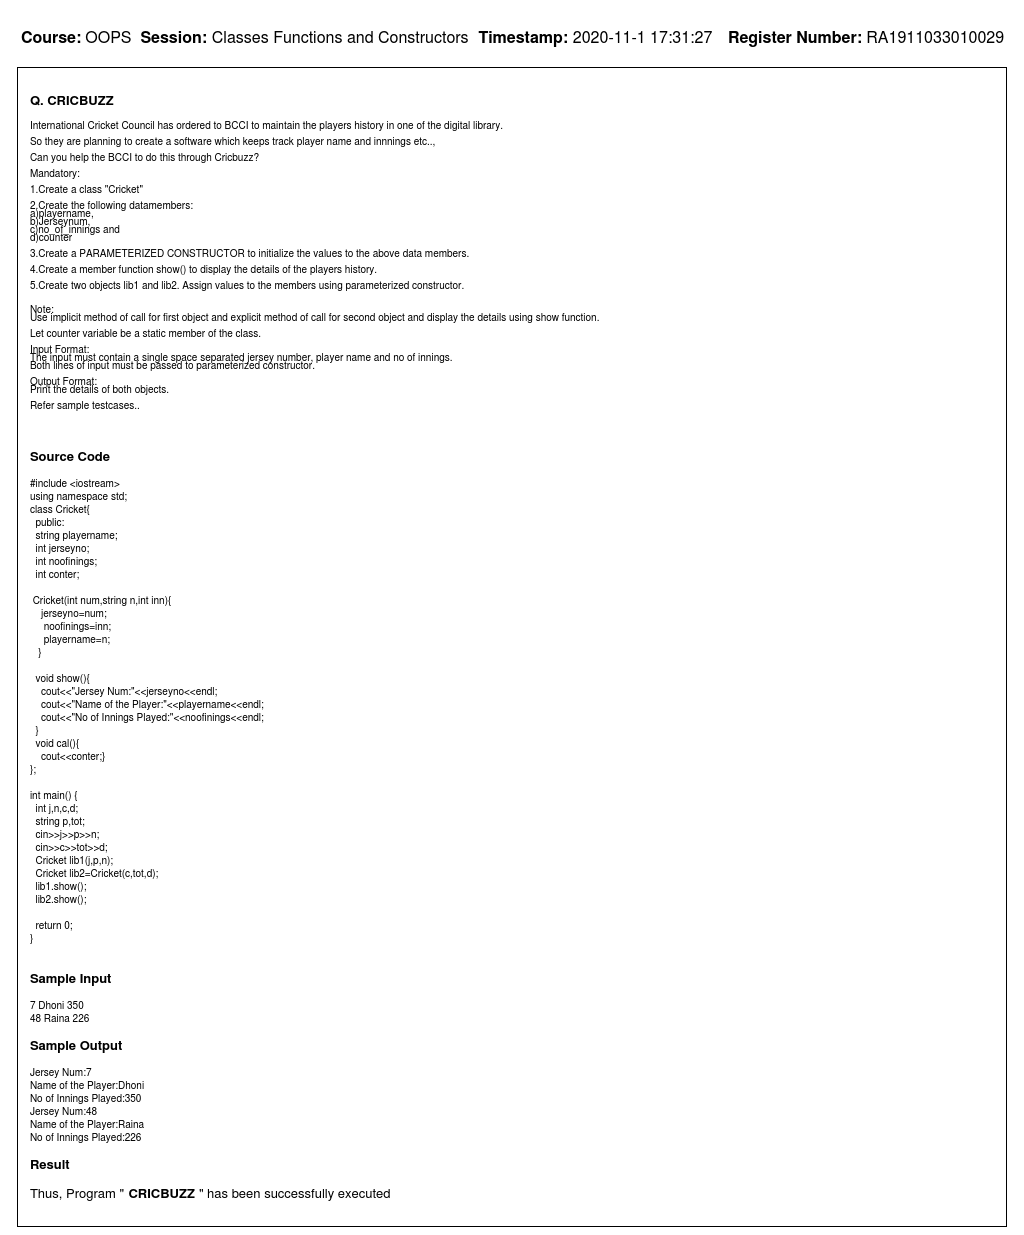 Course: OOPS Session: Classes Functions and Constructors Timestamp: 2020-11-1 17:31:27 Register Number: RA1911033010029
Q. CRICBUZZ
International Cricket Council has ordered to BCCI to maintain the players history in one of the digital library.
So they are planning to create a software which keeps track player name and innnings etc..,
Can you help the BCCI to do this through Cricbuzz?
Mandatory:
1.Create a class "Cricket"
2.Create the following datamembers:
a)playername,
b)Jerseynum,
c)no_of_innings and
d)counter
3.Create a PARAMETERIZED CONSTRUCTOR to initialize the values to the above data members.
4.Create a member function show() to display the details of the players history.
5.Create two objects lib1 and lib2. Assign values to the members using parameterized constructor.
Note:
Use implicit method of call for first object and explicit method of call for second object and display the details using show function.
Let counter variable be a static member of the class.
Input Format:
The input must contain a single space separated jersey number, player name and no of innings.
Both lines of input must be passed to parameterized constructor.
Output Format:
Print the details of both objects.
Refer sample testcases..
Source Code
#include <iostream>
using namespace std;
class Cricket{
public:
string playername;
int jerseyno;
int noofinings;
int conter;
Cricket(int num,string n,int inn){
jerseyno=num;
noofinings=inn;
playername=n;
}
void show(){
cout<<"Jersey Num:"<<jerseyno<<endl;
cout<<"Name of the Player:"<<playername<<endl;
cout<<"No of Innings Played:"<<noofinings<<endl;
}
void cal(){
cout<<conter;}
};
int main() {
int j,n,c,d;
string p,tot;
cin>>j>>p>>n;
cin>>c>>tot>>d;
Cricket lib1(j,p,n);
Cricket lib2=Cricket(c,tot,d);
lib1.show();
lib2.show();
return 0;
}
Sample Input
7 Dhoni 350
48 Raina 226
Sample Output
Jersey Num:7
Name of the Player:Dhoni
No of Innings Played:350
Jersey Num:48
Name of the Player:Raina
No of Innings Played:226
Result
Thus, Program " CRICBUZZ " has been successfully executed